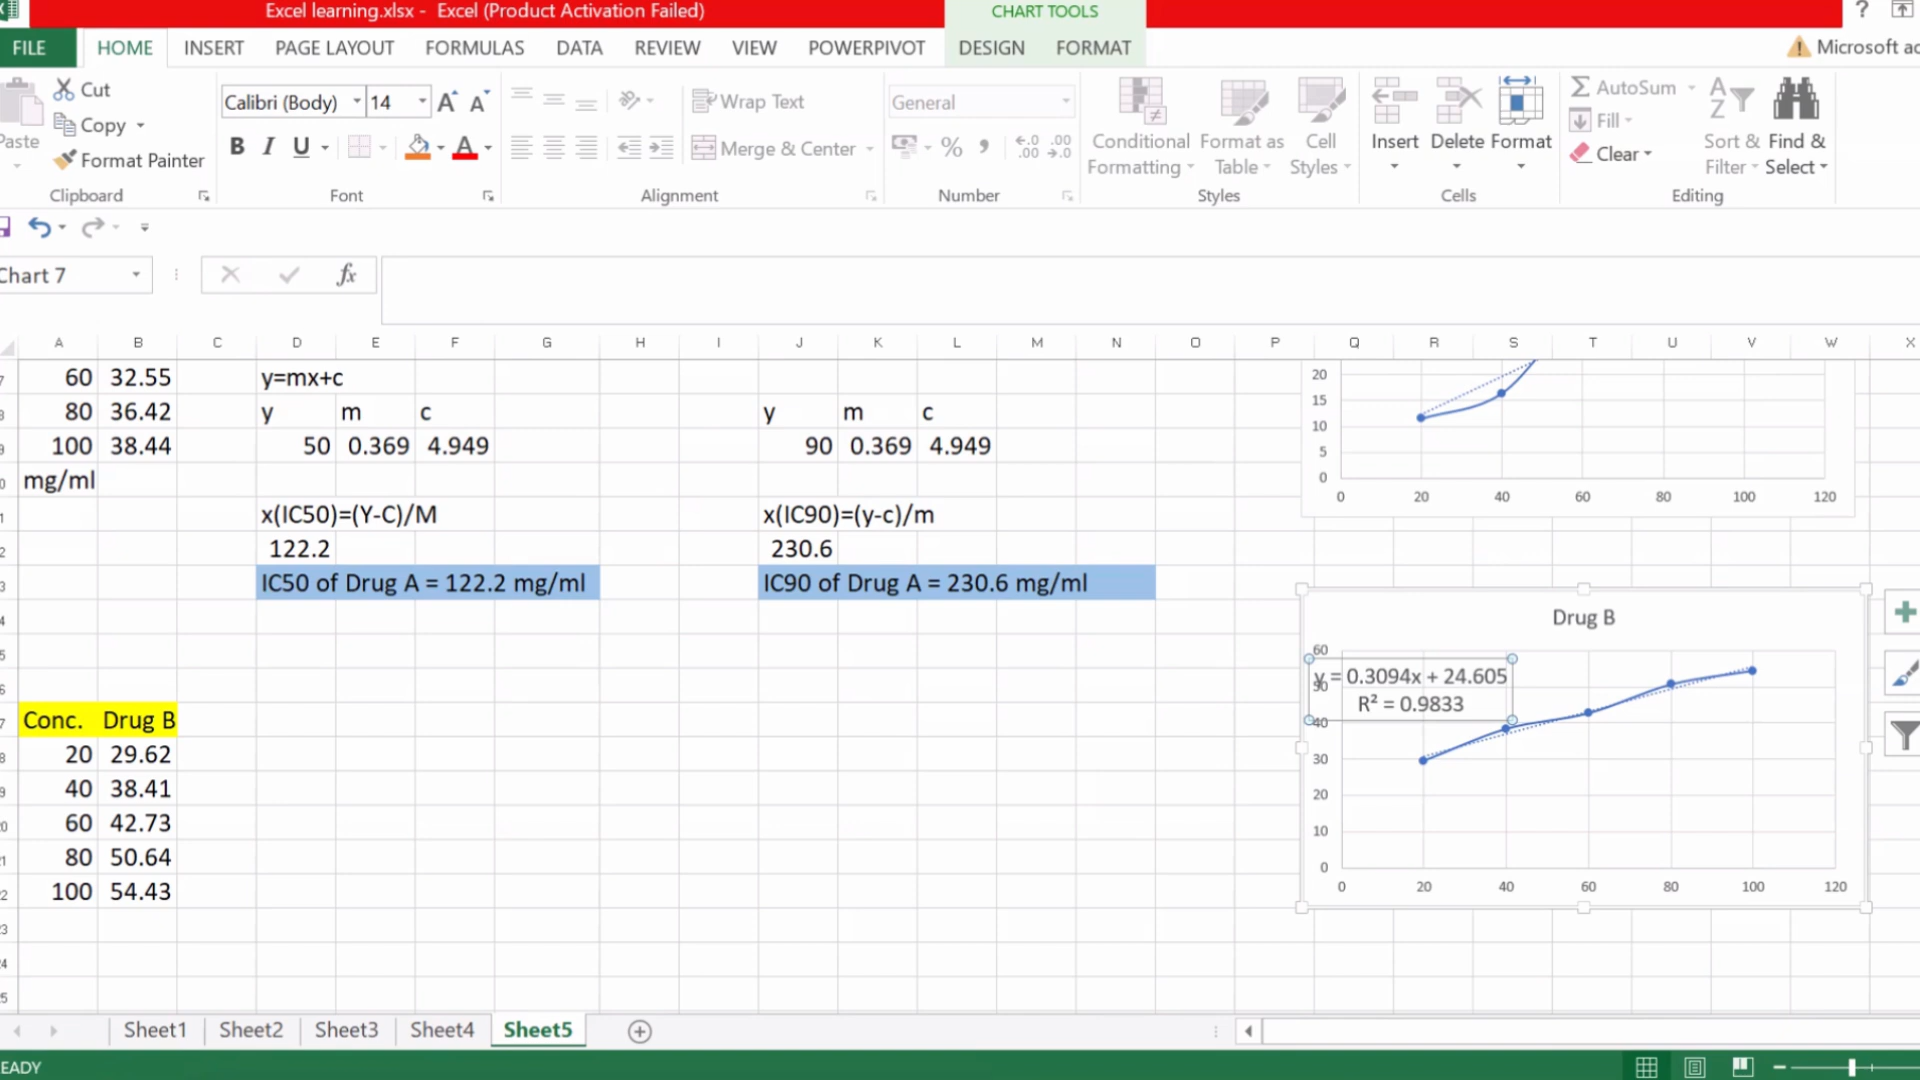 Excel learning.xlsx - Excel (Product Activation Failed)
CHART TOOLS
?
FILE HOME INSERT PAGE LAYOUT FORMULAS DATA REVIEW VIEW POWERPIVOT DESIGN FORMAT
Microsoft ac
Paste
Cut
Copy
Format Painter
Clipboard
Calibri (Body) 14
B I U
Font
Wrap Text
Merge & Center
Alignment
General
%
Number
Conditional Formatting
Format as Table
Cell Styles
Styles
Insert Delete Format
Cells
AutoSum
Fill
Clear
Sort & Filter
Find & Select
Editing
Chart 7
fx
A B C D E F G H I J K L M N O P Q R S T U V W X
60 32.55 y=mx+c
80 36.42 y m c y m c
100 38.44 50 0.369 4.949 90 0.369 4.949
mg/ml
x(IC50)=(Y-C)/M x(IC90)=(y-c)/m
122.2 230.6
IC50 of Drug A = 122.2 mg/ml IC90 of Drug A = 230.6 mg/ml
Conc. Drug B
20 29.62
40 38.41
60 42.73
80 50.64
100 54.43
20
15
10
5
0
0 20 40 60 80 100 120
Drug B
60
y = 0.3094x + 24.605
50
R² = 0.9833
40
30
20
10
0
0 20 40 60 80 100 120
Sheet1 Sheet2 Sheet3 Sheet4 Sheet5
EADY